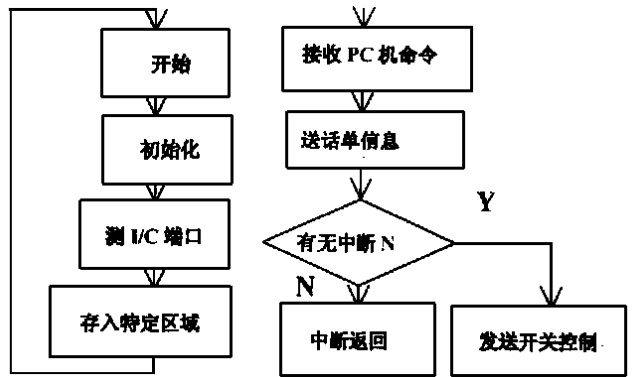 开始
初始化
测 I/C 端口
存入特定区域
接收 PC 机命令
送话单信息
有无中断 N
Y
N
中断返回
发送开关控制